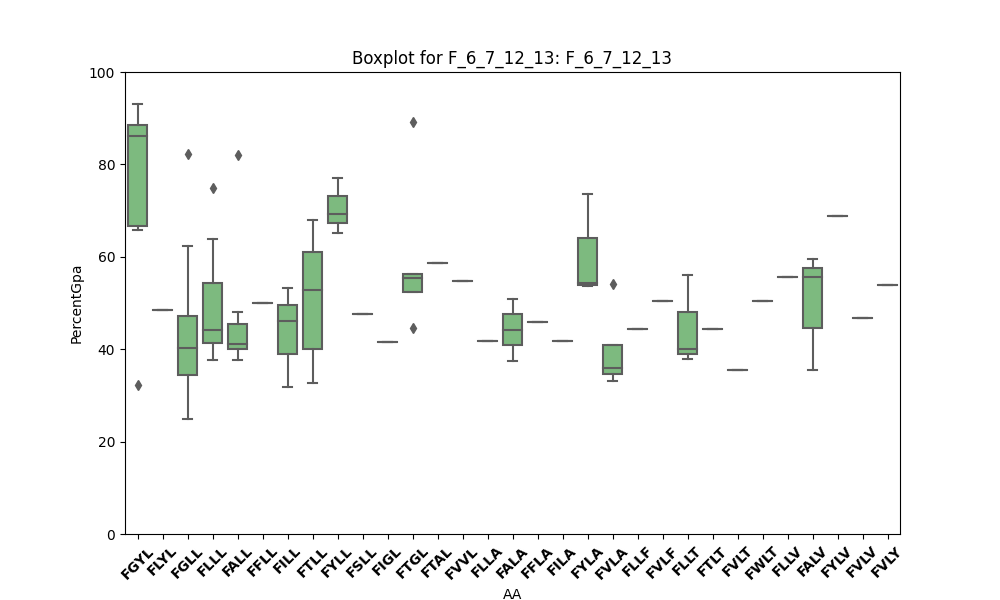 Boxplot for F_6_7_12_13: F_6_7_12_13
100
80
60
40
20
0
PercentGpa
FGYL FLYL FGLL FLLL FALL FFLL FILL FTLL FYLL FSLL FIGL FTGL FTAL FVVL FLLA FALA FFLA FILA FYLA FVLA FLLF FVLF FLLT FTLT FVLT FWLT FLLV FALV FYLV FVLV FVLY
AA